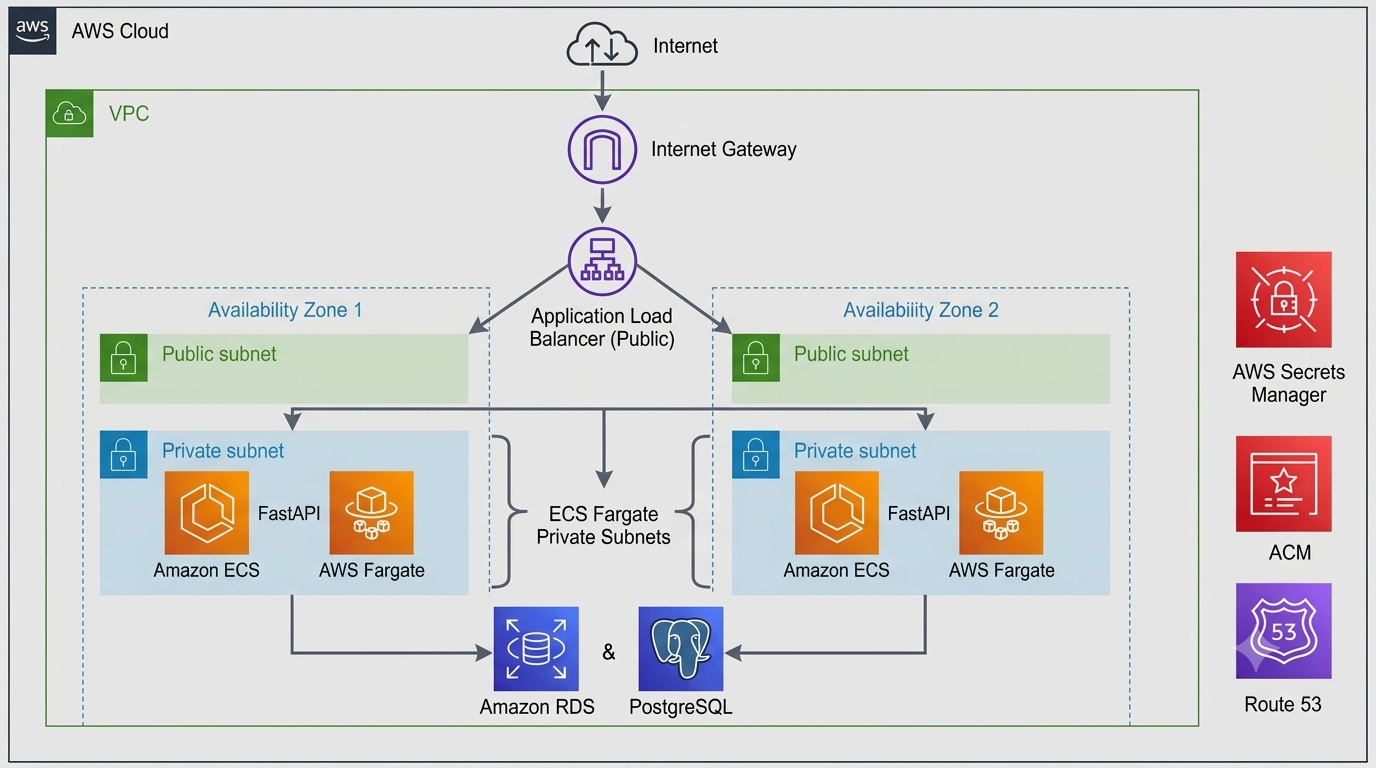 aws
AWS Cloud
Internet
VPC
Internet Gateway
Application Load
Balancer (Public)
Availability Zone 1
Public subnet
Private subnet
FastAPI
Amazon ECS
AWS Fargate
ECS Fargate
Private Subnets
Availabiiity Zone 2
Public subnet
Private subnet
FastAPI
Amazon ECS
AWS Fargate
&
Amazon RDS
PostgreSQL
AWS Secrets
Manager
ACM
53
Route 53